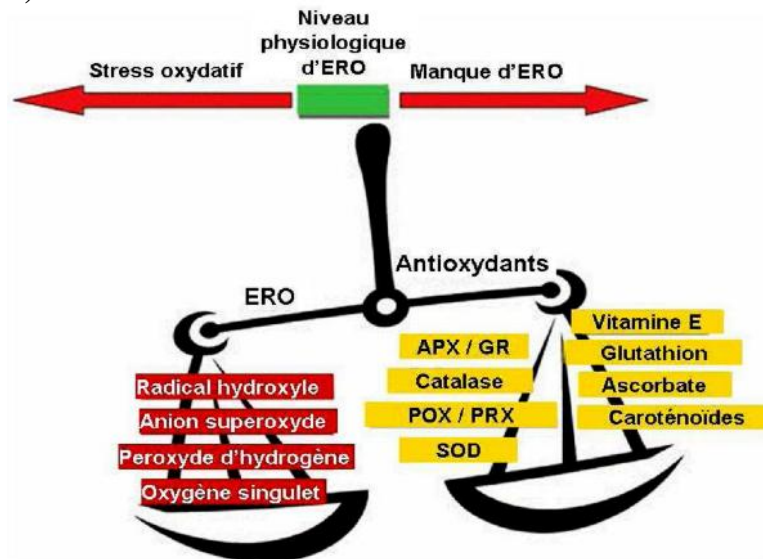 Niveau
physiologique
d'ERO
Stress oxydatif
Manque d'ERO
ERO
Antioxydants
Radical hydroxyle
Anion superoxyde
Peroxyde d'hydrogène
Oxygène singulet
APX / GR
Catalase
POX / PRX
SOD
Vitamine E
Glutathion
Ascorbate
Caroténoïdes